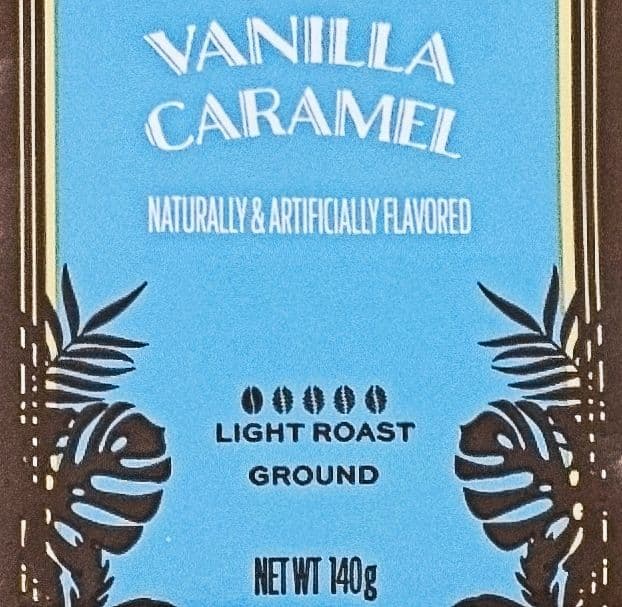 VANILLA
CARAMEL
NATURALLY & ARTIFICIALLY FLAVORED
LIGHT ROAST
GROUND
NET WT 140g